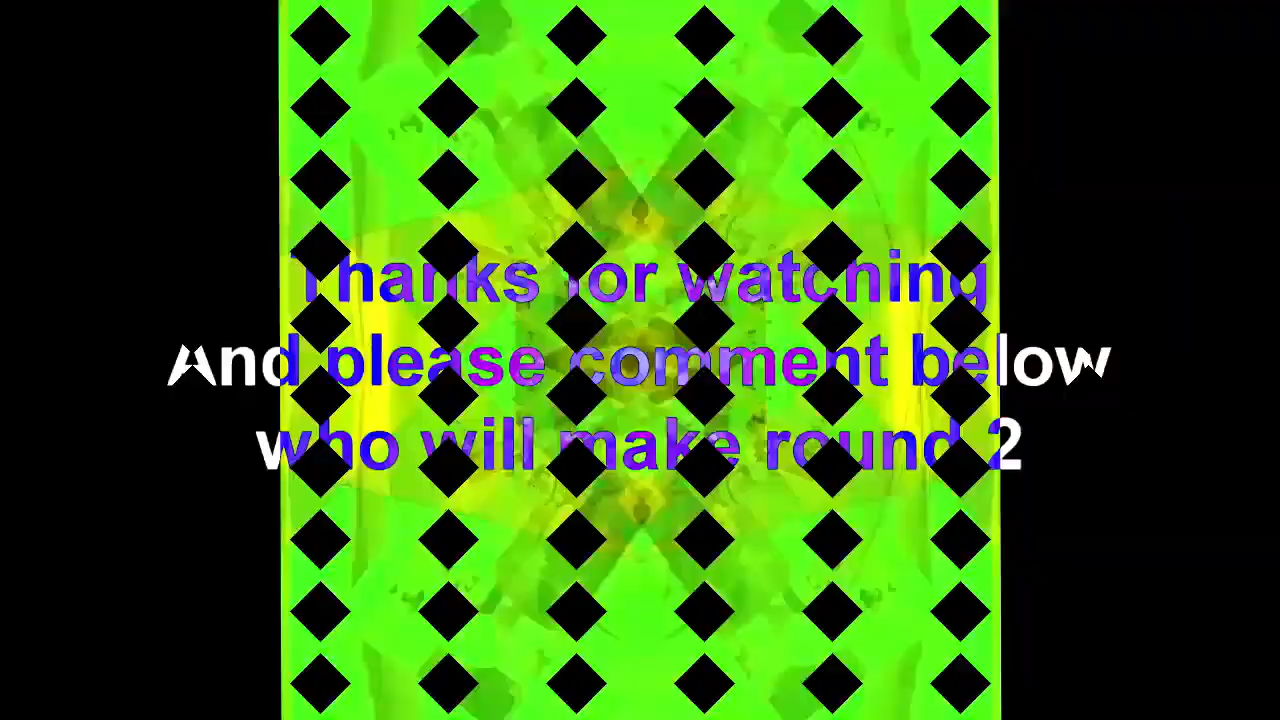 Thanks for watching
And please comment below
who will make round 2